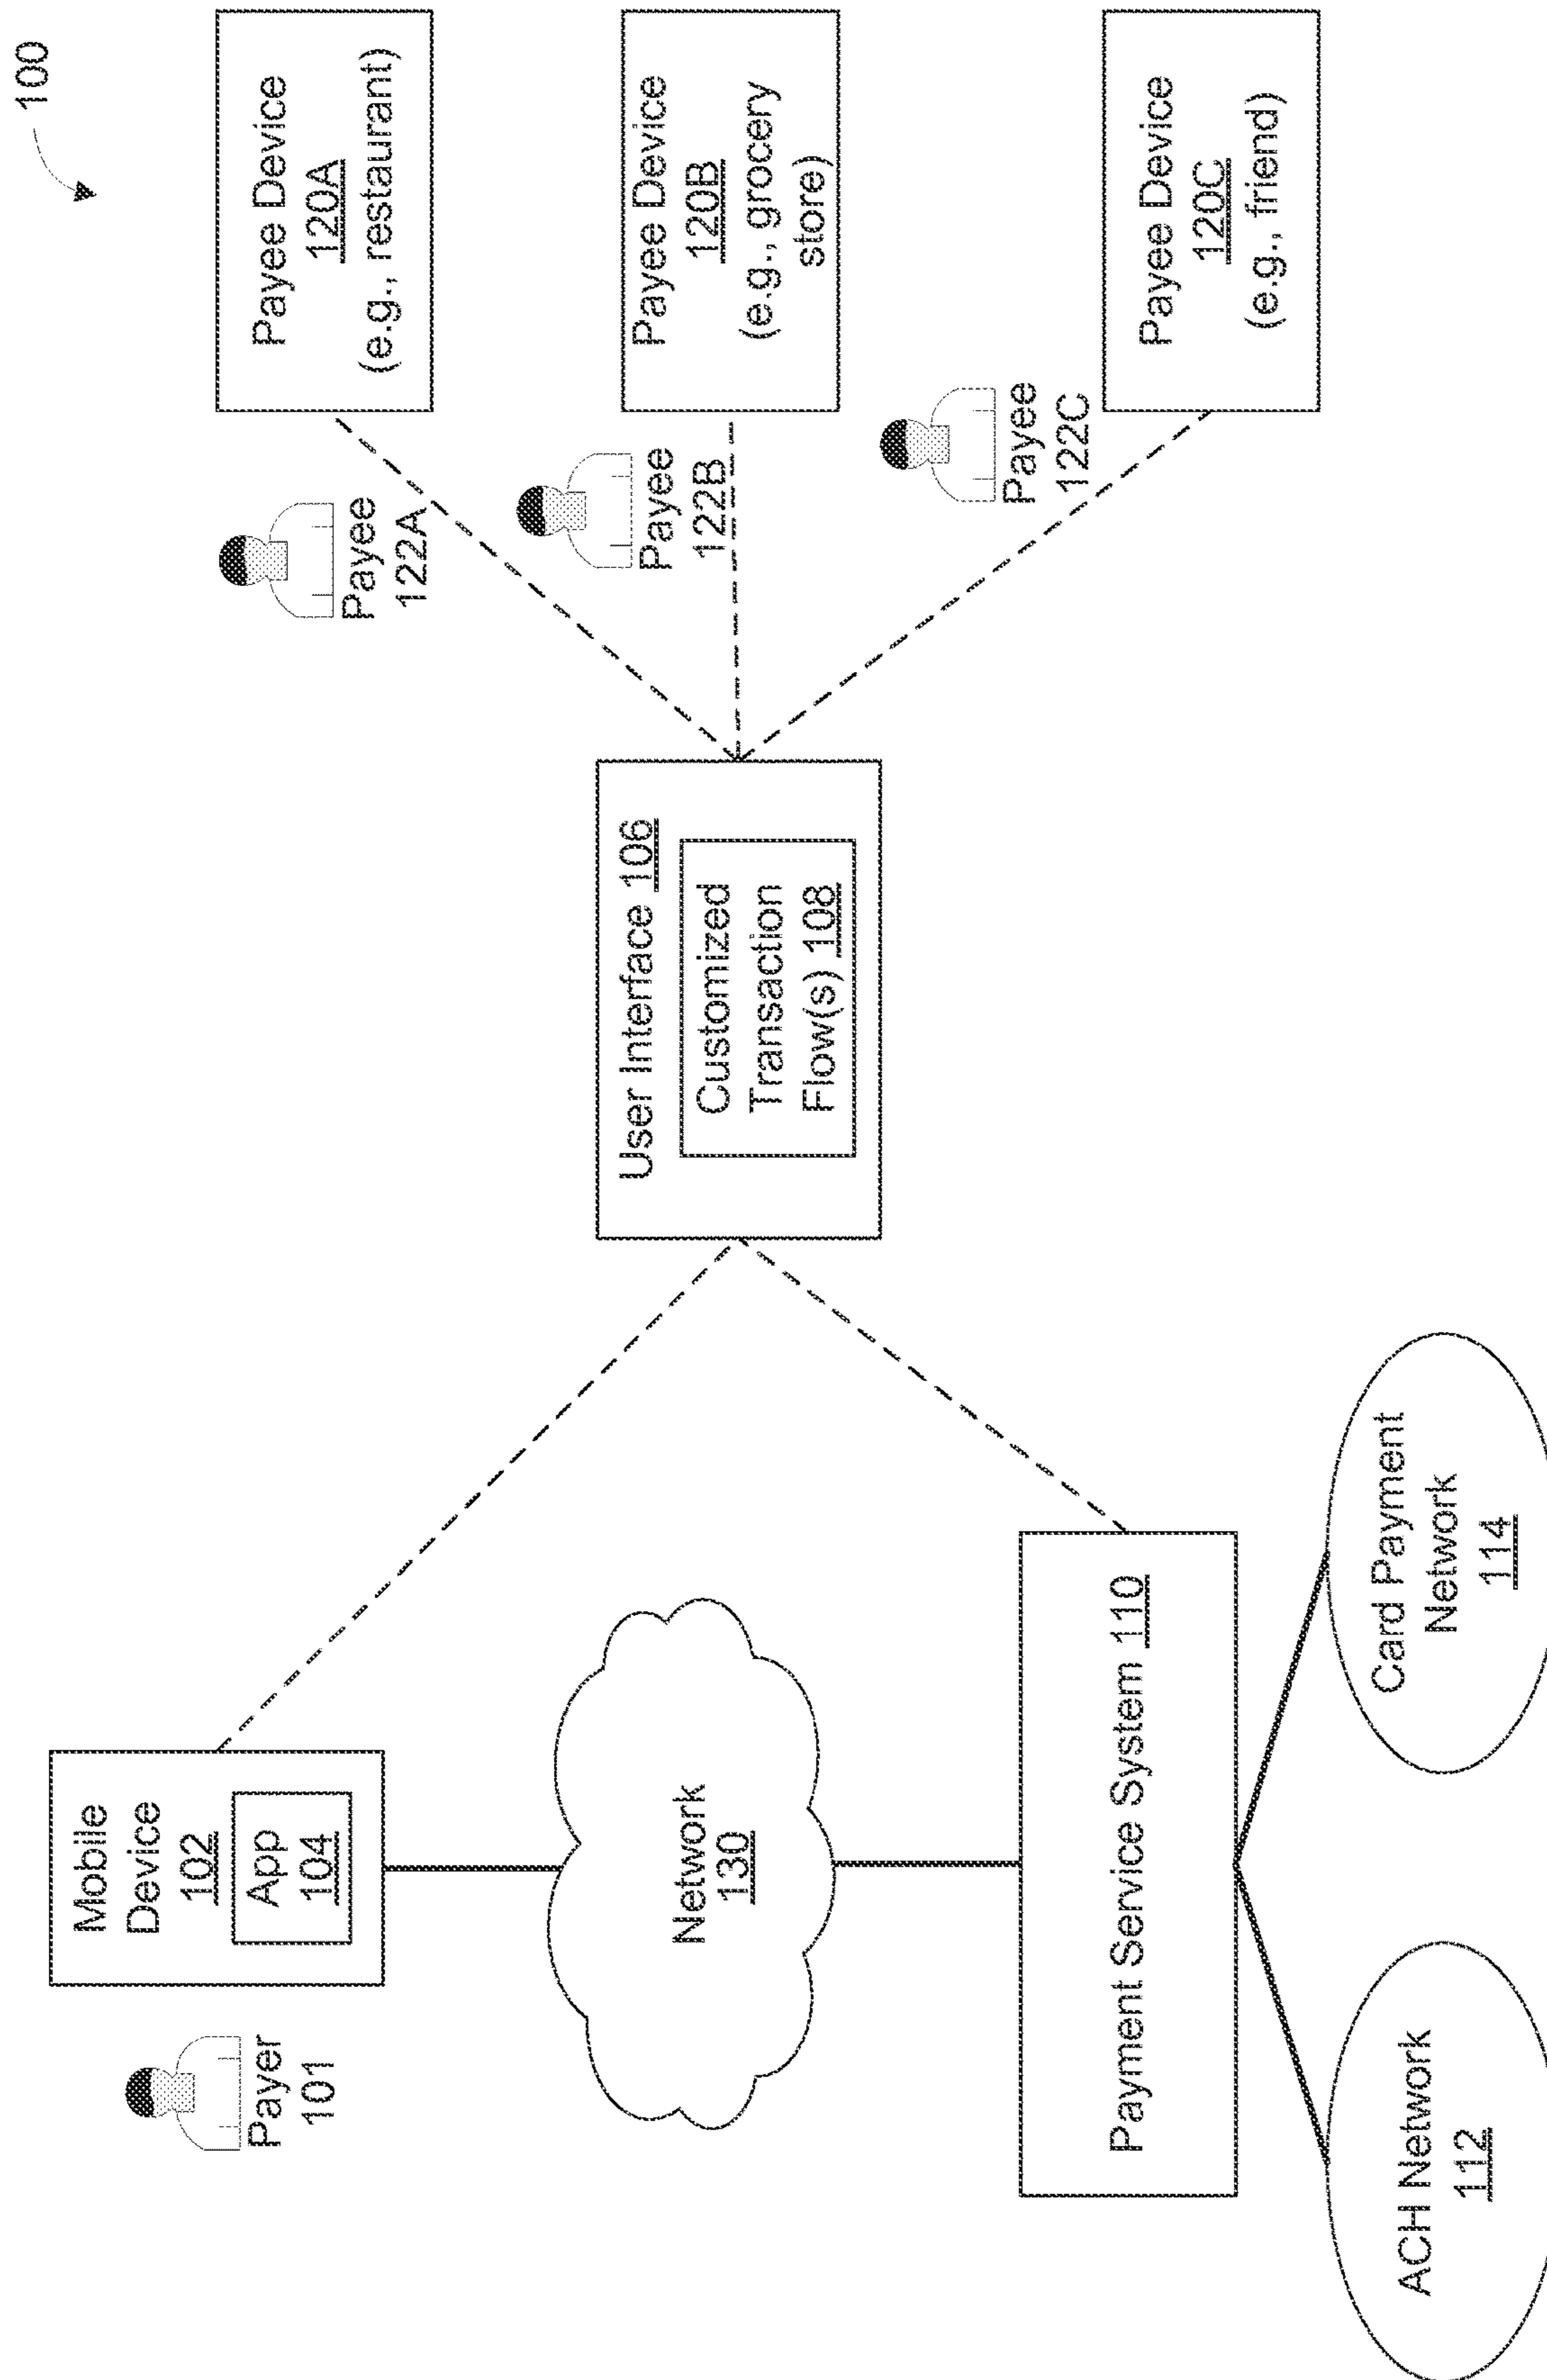 100
Payer
101
Mobile
Device
102
App
104
Network
130
Payment Service System 110
ACH Network
112
Card Payment
Network
114
User Interface 106
Customized
Transaction
Flow(s) 108
Payee
122A
Payee
122B
Payee
122C
Payee Device
120A
(e.g., restaurant)
Payee Device
120B
(e.g., grocery
store)
Payee Device
120C
(e.g., friend)